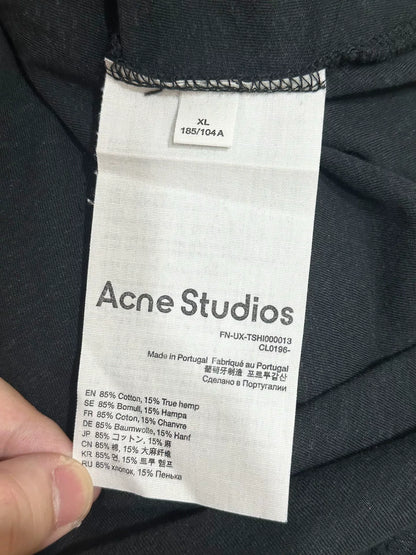 XL
185/104A
Acne Studios
FN-UX-TSHI000013
CL0196-
Made in Portugal Fabriqué au Portugal
葡萄牙制造 포르투갈산
Сделано в Португалии
EN 85% Cotton, 15% True hemp
SE 85% Bomull, 15% Hampa
FR 85% Coton, 15% Chanvre
DE 85% Baumwolle, 15% Hanf
JP 85% コットン, 15% 麻
CN 85% 棉, 15% 大麻纤维
KR 85% 면, 15% 트루 헴프
RU 85% хлопок, 15% Пенька